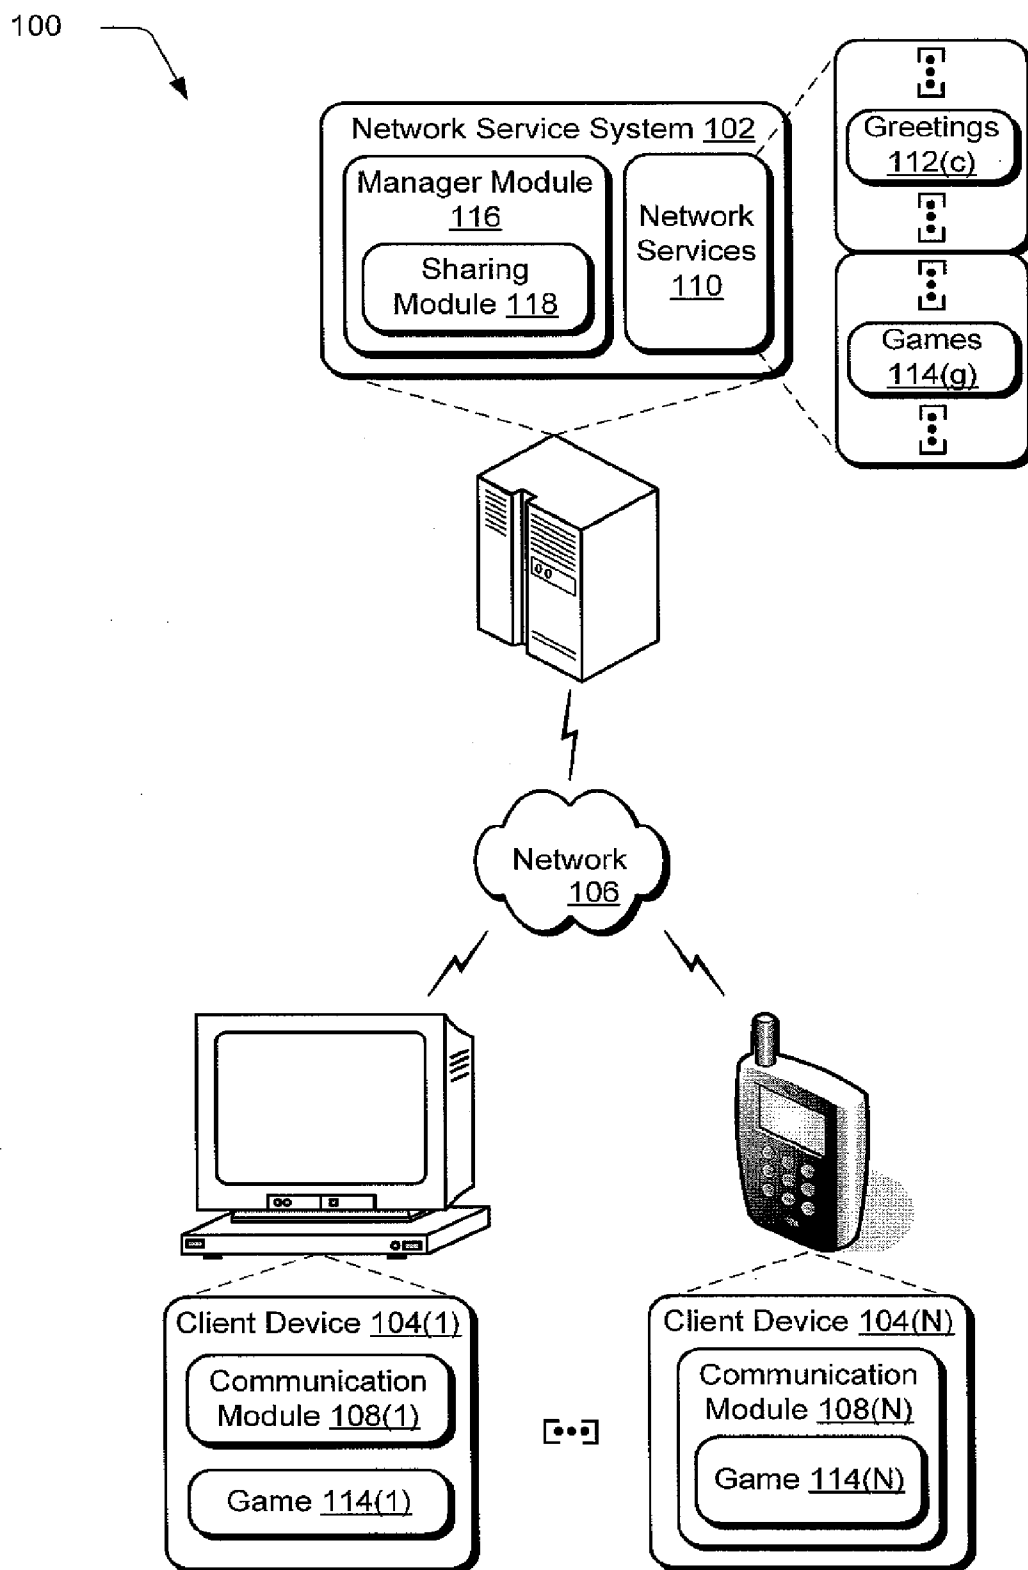 100
Network Service System 102
Manager Module
116
Sharing
Module 118
Network
Services
110
Greetings
112(c)
Games
114(g)
Network
106
Client Device 104(1)
Communication
Module 108(1)
Game 114(1)
Client Device 104(N)
Communication
Module 108(N)
Game 114(N)